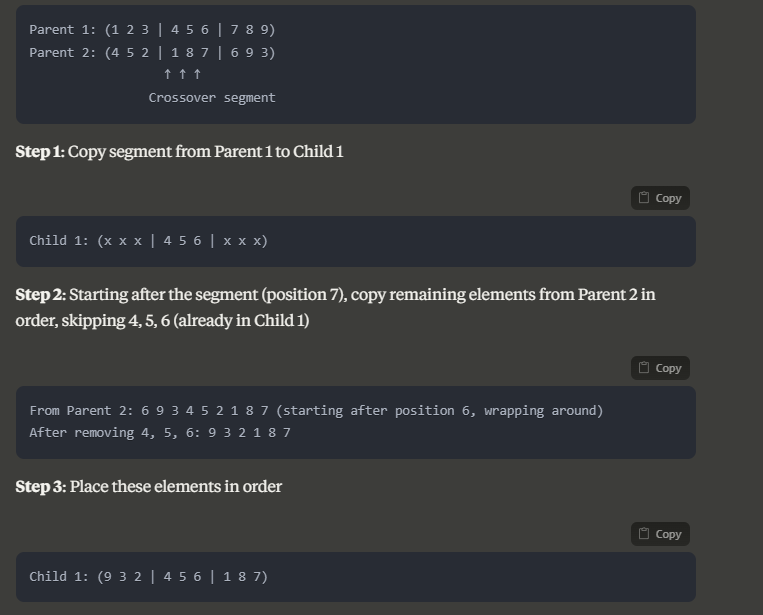 Parent 1: (1 2 3 | 4 5 6 | 7 8 9)
Parent 2: (4 5 2 | 1 8 7 | 6 9 3)
↑ ↑ ↑
Crossover segment
Step 1: Copy segment from Parent 1 to Child 1
Copy
Child 1: (x x x | 4 5 6 | x x x)
Step 2: Starting after the segment (position 7), copy remaining elements from Parent 2 in
order, skipping 4, 5, 6 (already in Child 1)
Copy
From Parent 2: 6 9 3 4 5 2 1 8 7 (starting after position 6, wrapping around)
After removing 4, 5, 6: 9 3 2 1 8 7
Step 3: Place these elements in order
Copy
Child 1: (9 3 2 | 4 5 6 | 1 8 7)